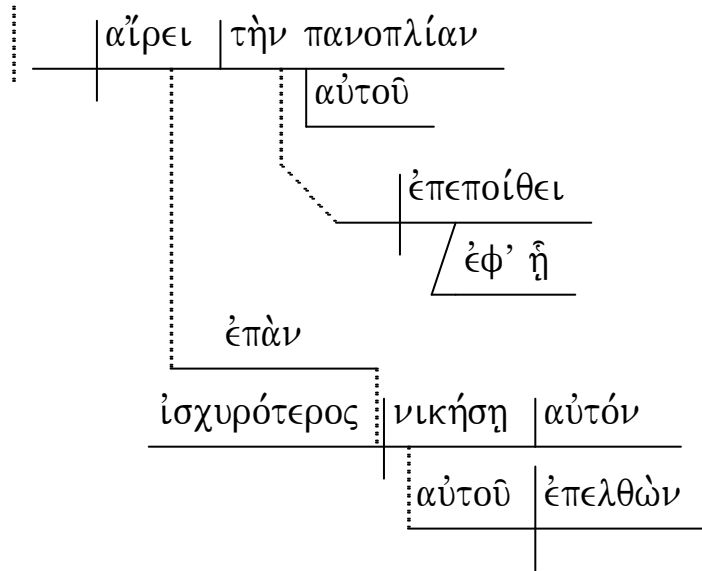 αἴρει τὴν πανοπλίαν
αὐτοῦ
ἐπεποίθει
ἐφ’ ᾗ
ἐπὰν
ἰσχυρότερος νικήσῃ αὐτόν
αὐτοῦ ἐπελθὼν